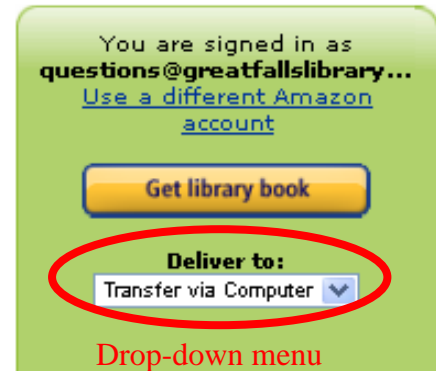 You are signed in as
questions@greatfallslibrary...
Use a different Amazon
account
Get library book
Deliver to:
Transfer via Computer
Drop-down menu